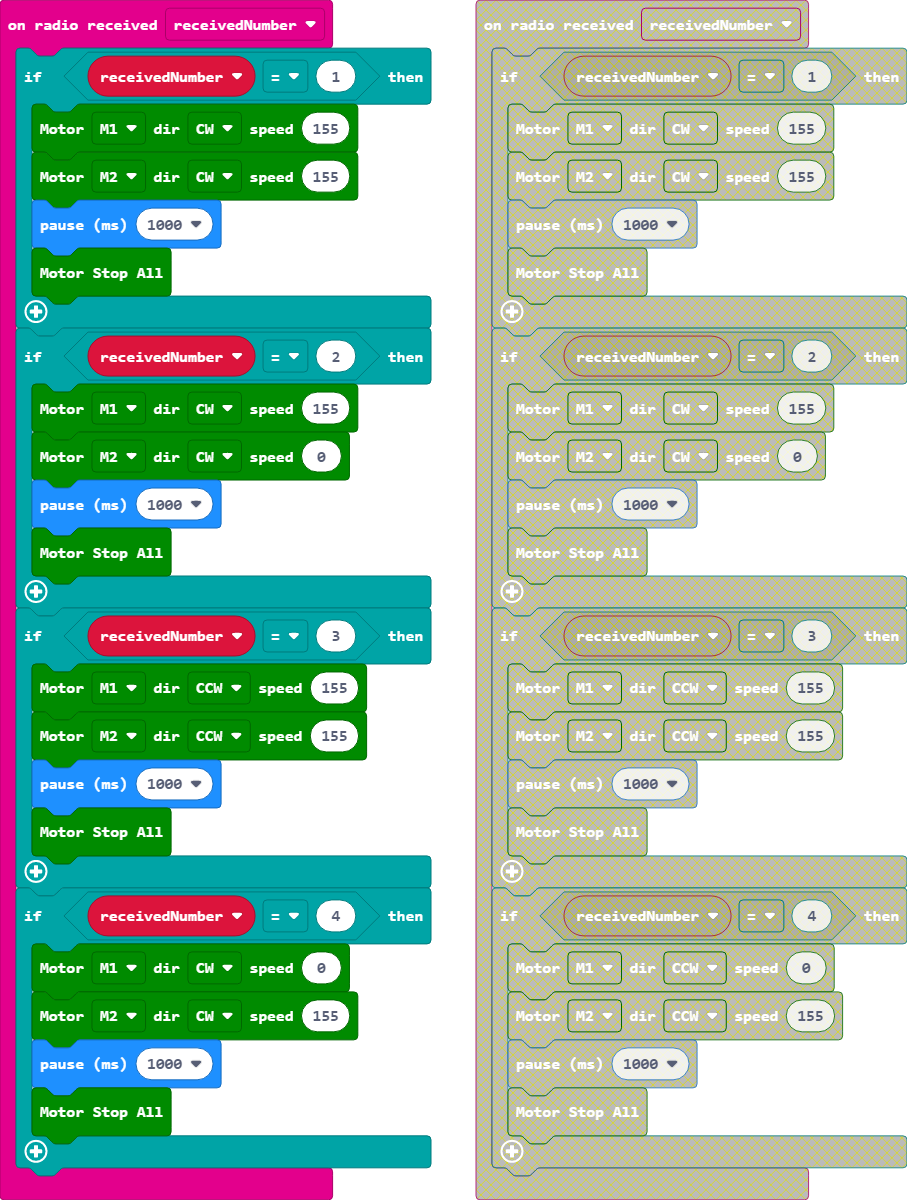 on radio received receivedNumber
if receivedNumber = 1 then
Motor M1 dir CW speed 155
Motor M2 dir CW speed 155
pause (ms) 1000
Motor Stop All
if receivedNumber = 2 then
Motor M1 dir CW speed 155
Motor M2 dir CW speed 0
pause (ms) 1000
Motor Stop All
if receivedNumber = 3 then
Motor M1 dir CCW speed 155
Motor M2 dir CCW speed 155
pause (ms) 1000
Motor Stop All
if receivedNumber = 4 then
Motor M1 dir CW speed 0
Motor M2 dir CW speed 155
pause (ms) 1000
Motor Stop All
on radio received receivedNumber
if receivedNumber = 1 then
Motor M1 dir CW speed 155
Motor M2 dir CW speed 155
pause (ms) 1000
Motor Stop All
if receivedNumber = 2 then
Motor M1 dir CW speed 155
Motor M2 dir CW speed 0
pause (ms) 1000
Motor Stop All
if receivedNumber = 3 then
Motor M1 dir CCW speed 155
Motor M2 dir CCW speed 155
pause (ms) 1000
Motor Stop All
if receivedNumber = 4 then
Motor M1 dir CCW speed 0
Motor M2 dir CCW speed 155
pause (ms) 1000
Motor Stop All